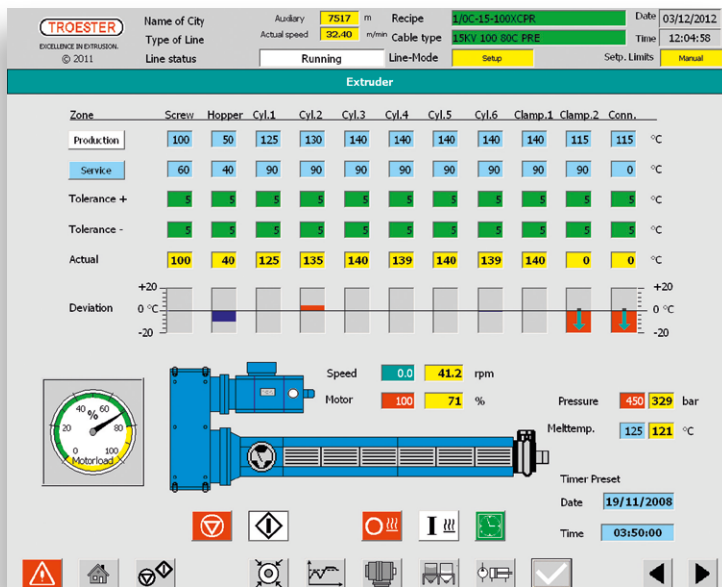 TROESTER
EXCELLENCE IN EXTRUSION.
© 2011
Name of City
Type of Line
Line status
Auxliary 7517 m
Actual speed 32.40 m/min
Running
Recipe 1/0C-15-100XCPR
Cable type 15KV 100 80C PRE
Line-Mode Setup
Date 03/12/2012
Time 12:04:58
Setp. Limits Manual
Extruder
Zone Screw Hopper Cyl.1 Cyl.2 Cyl.3 Cyl.4 Cyl.5 Cyl.6 Clamp.1 Clamp.2 Conn.
Production 100 50 125 130 140 140 140 140 140 115 115 °C
Service 60 40 90 90 90 90 90 90 90 90 0 °C
Tolerance + 5 5 5 5 5 5 5 5 5 5 5 °C
Tolerance - 5 5 5 5 5 5 5 5 5 5 5 °C
Actual 100 40 125 135 140 139 140 139 140 0 0 °C
+20 +20
Deviation 0 °C 0 °C
-20 -20
Speed 0.0 41.2 rpm
Motor 100 71 %
Pressure 450 329 bar
Melttemp. 125 121 °C
0 20 40 60 80 100
%
Motorload
Timer Preset
Date 19/11/2008
Time 03:50:00